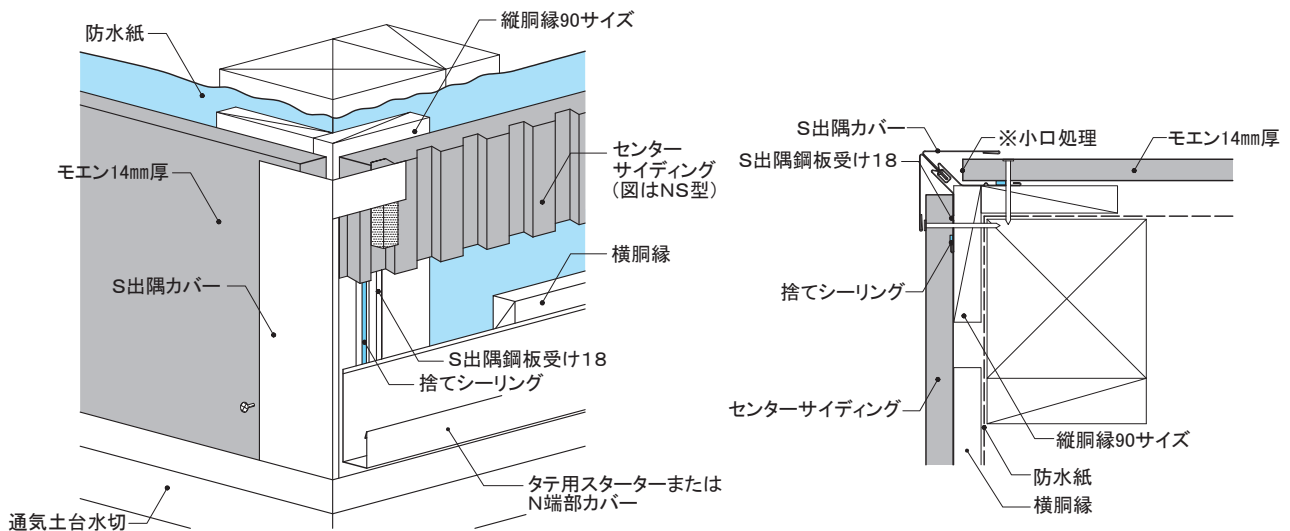 防水紙
縦胴縁90サイズ
モエン14mm厚
センター
サイディング
(図はNS型)
横胴縁
S出隅カバー
S出隅鋼板受け18
捨てシーリング
タテ用スターターまたは
N端部カバー
通気土台水切
S出隅カバー
※小口処理
モエン14mm厚
S出隅鋼板受け18
捨てシーリング
センターサイディング
縦胴縁90サイズ
防水紙
横胴縁